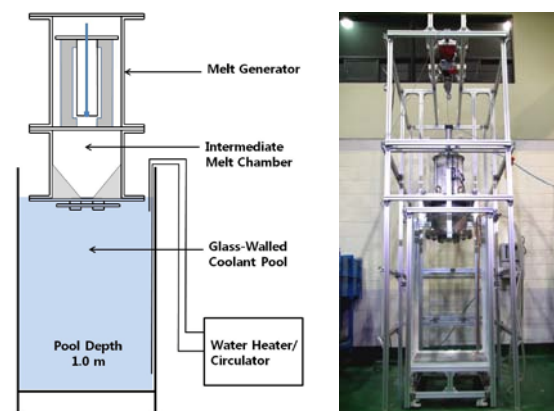 Melt Generator
Intermediate
Melt Chamber
Glass-Walled
Coolant Pool
Pool Depth
1.0 m
Water Heater/
Circulator